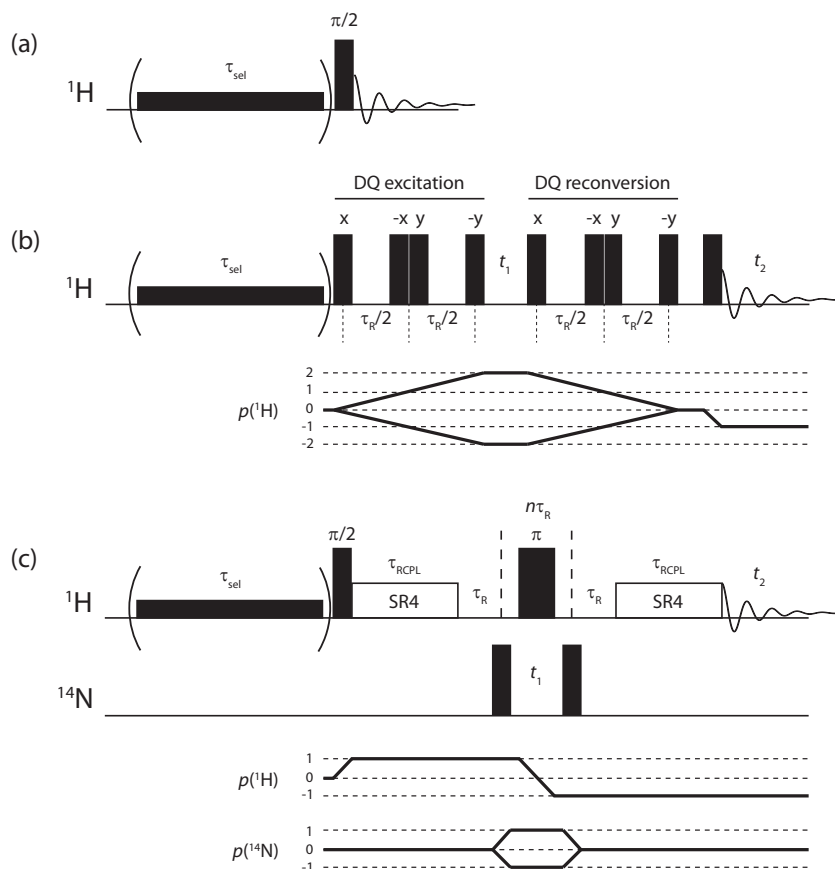 (a)
π/2
τsel
¹H
(b)
DQ excitation DQ reconversion
x -x y -y x -x y -y
τsel t₁ t₂
¹H
τR/2 τR/2 τR/2 τR/2
2
1
p(¹H) 0
-1
-2
(c)
nτR
π/2 π
τsel τRCPL τRCPL t₂
¹H SR4 τR τR SR4
t₁
¹⁴N
1
p(¹H) 0
-1
1
p(¹⁴N) 0
-1